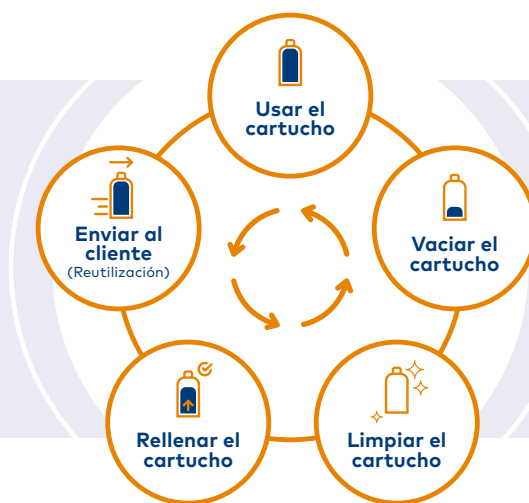 Usar el
cartucho
Vaciar el
cartucho
Limpiar el
cartucho
Rellenar el
cartucho
Enviar al
cliente
(Reutilización)